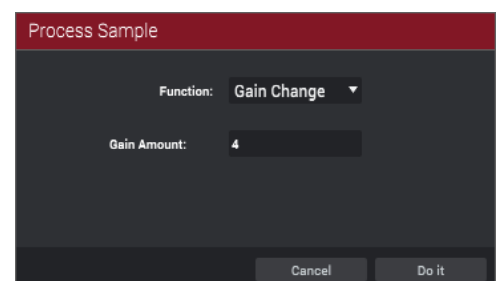 Process Sample
Function: Gain Change
Gain Amount: 4
Cancel Do it